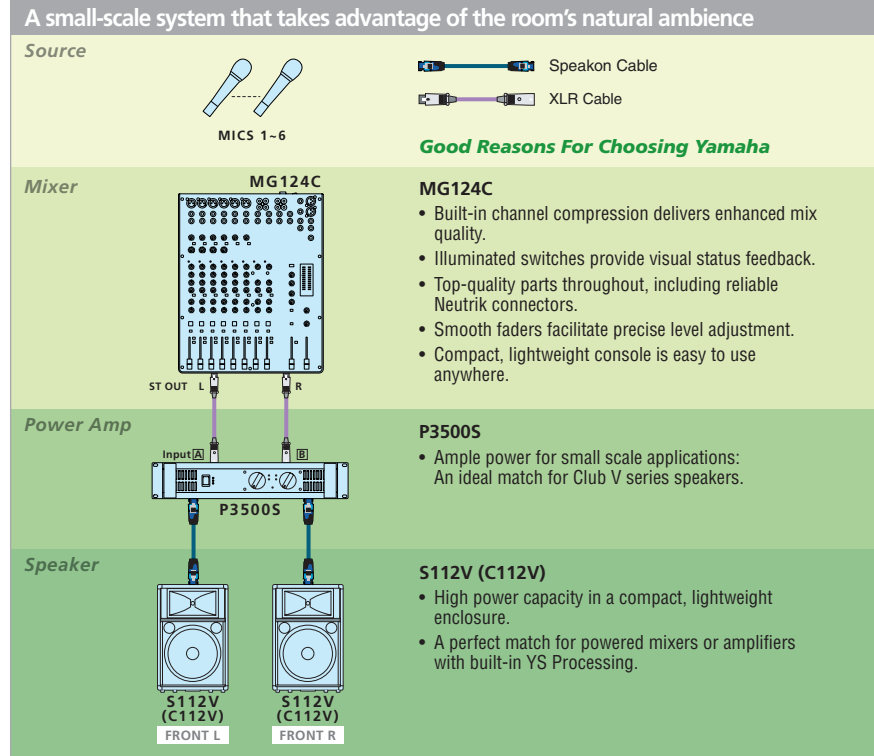 A small-scale system that takes advantage of the room's natural ambience
Source
MICS 1~6
Speakon Cable
XLR Cable
Good Reasons For Choosing Yamaha
Mixer
MG124C
ST OUT L R
MG124C
• Built-in channel compression delivers enhanced mix
quality.
• Illuminated switches provide visual status feedback.
• Top-quality parts throughout, including reliable
Neutrik connectors.
• Smooth faders facilitate precise level adjustment.
• Compact, lightweight console is easy to use
anywhere.
Power Amp
Input A B
P3500S
P3500S
• Ample power for small scale applications:
An ideal match for Club V series speakers.
Speaker
S112V
(C112V)
FRONT L
S112V
(C112V)
FRONT R
S112V (C112V)
• High power capacity in a compact, lightweight
enclosure.
• A perfect match for powered mixers or amplifiers
with built-in YS Processing.